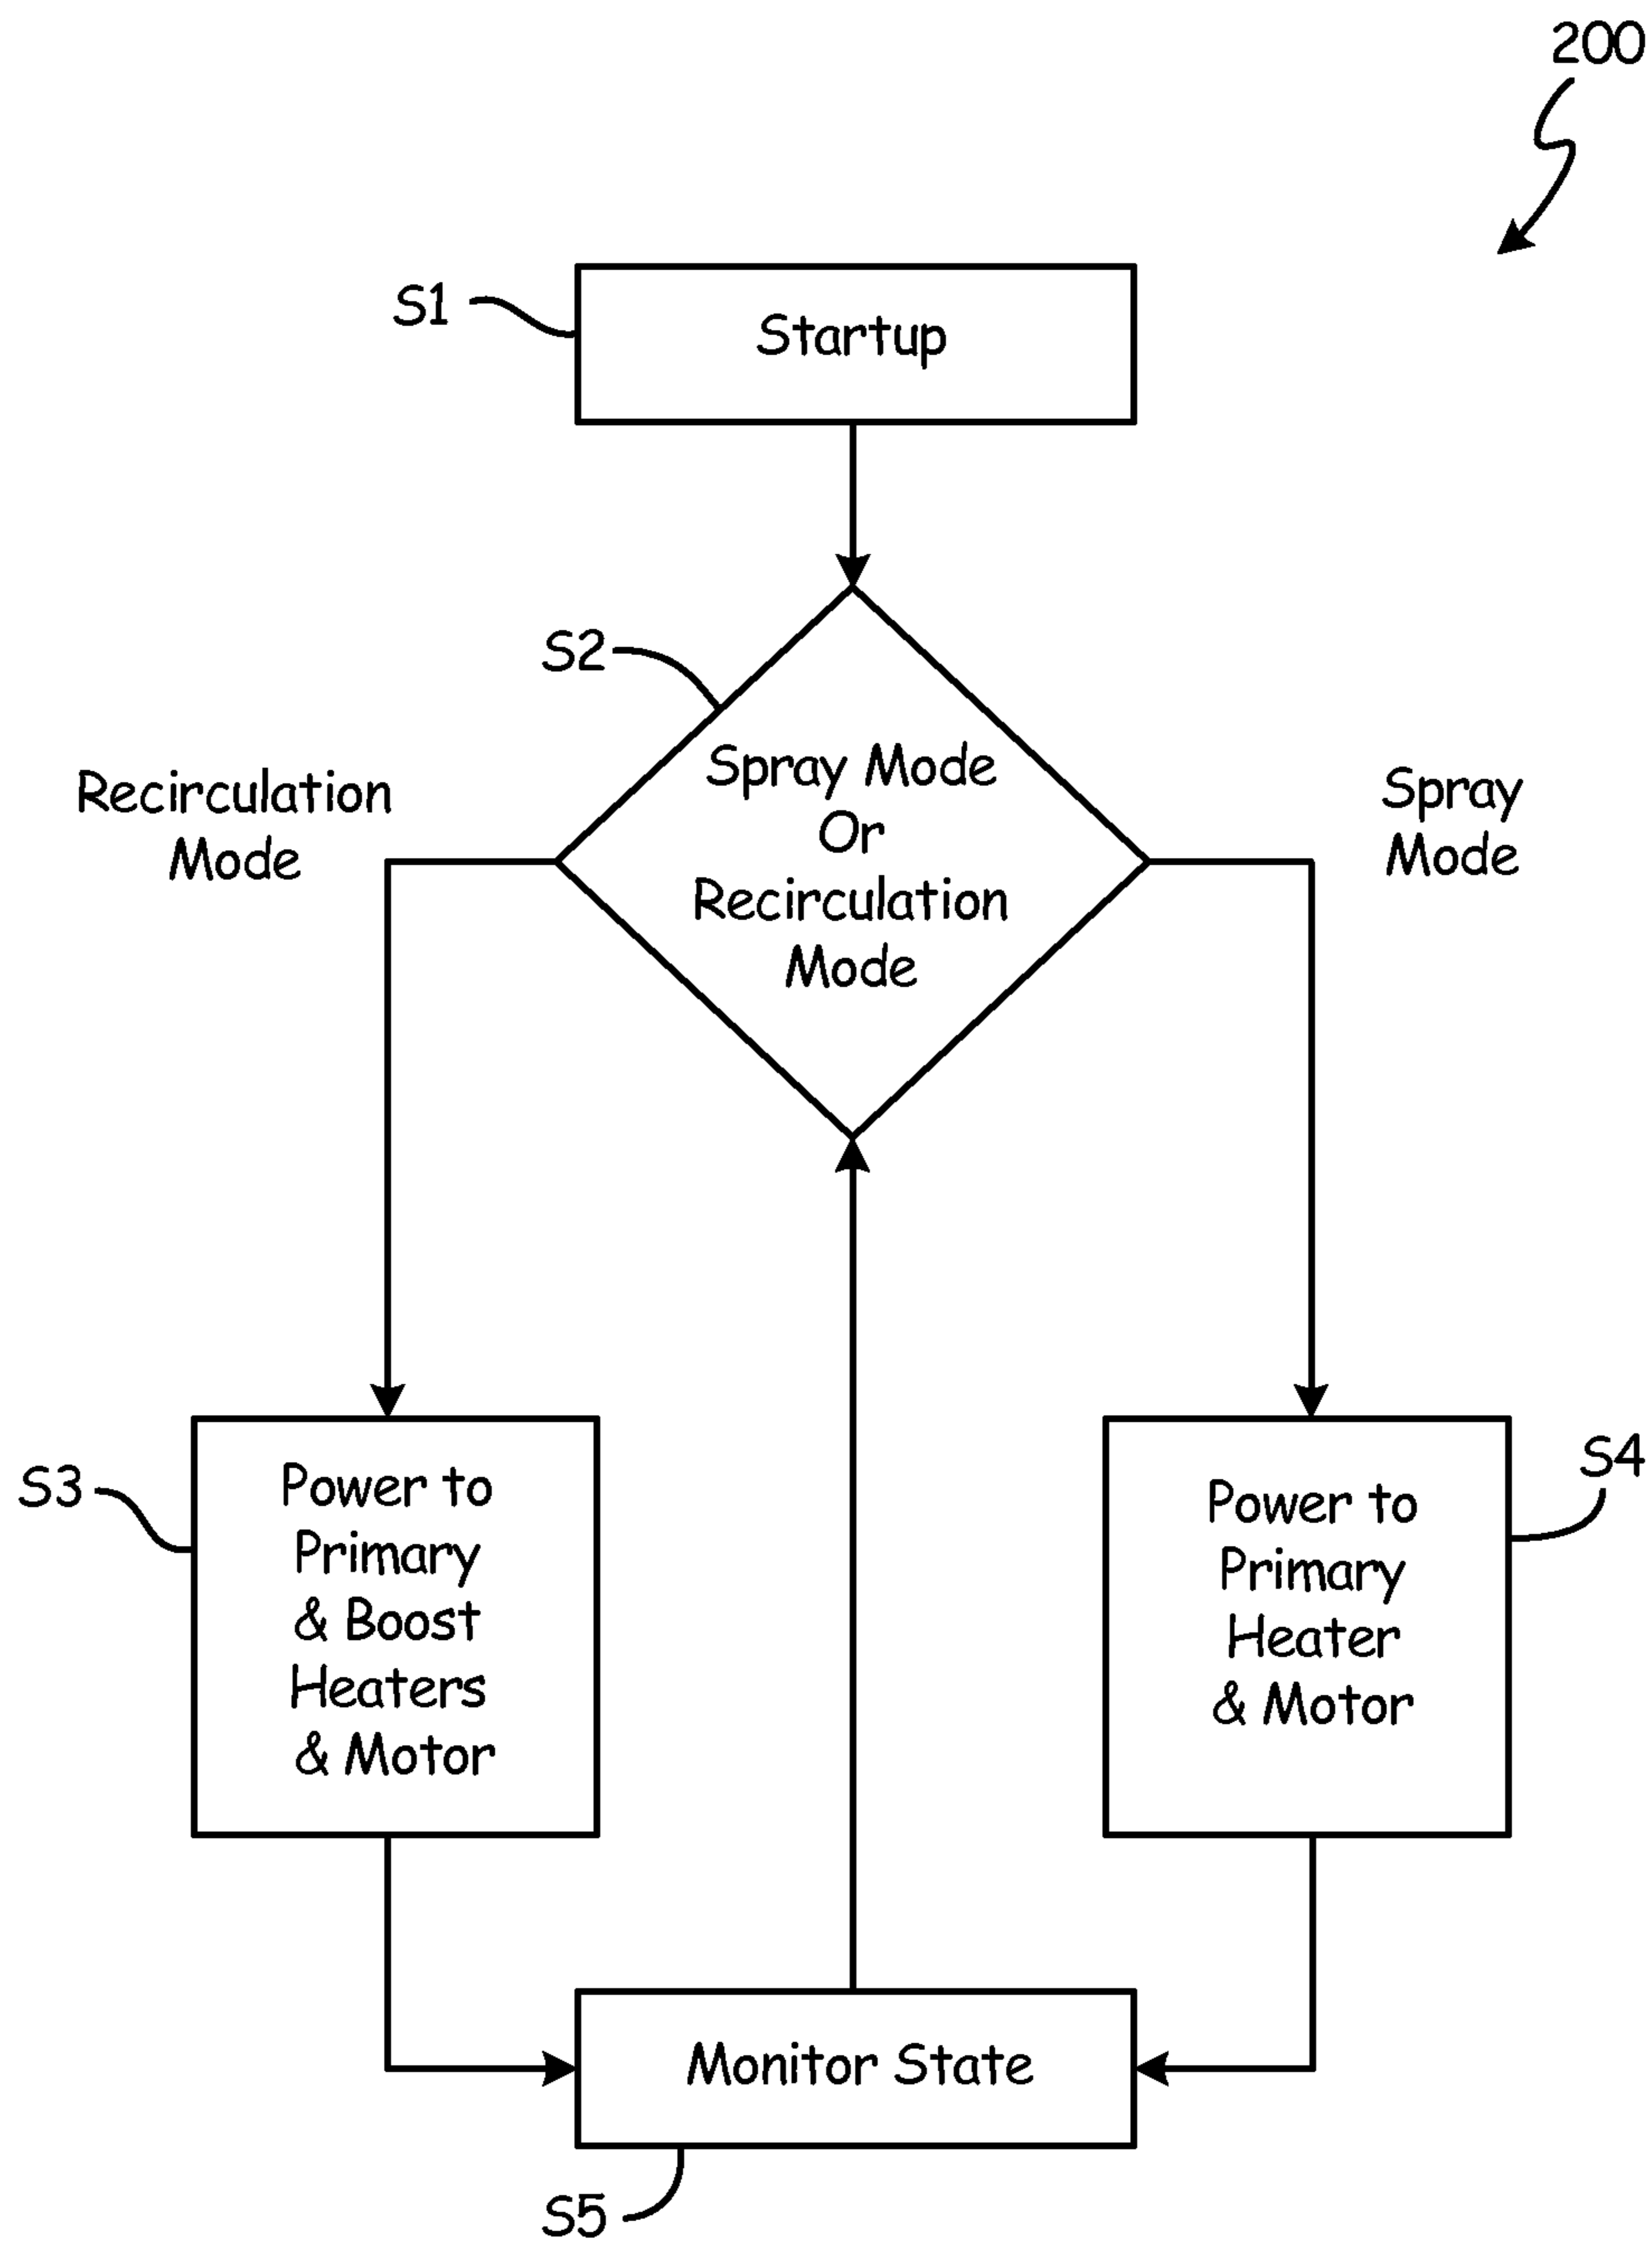 200
S1
Startup
S2
Spray Mode
Or
Recirculation
Mode
Recirculation
Mode
Spray
Mode
S3
Power to
Primary
& Boost
Heaters
& Motor
S4
Power to
Primary
Heater
& Motor
Monitor State
S5